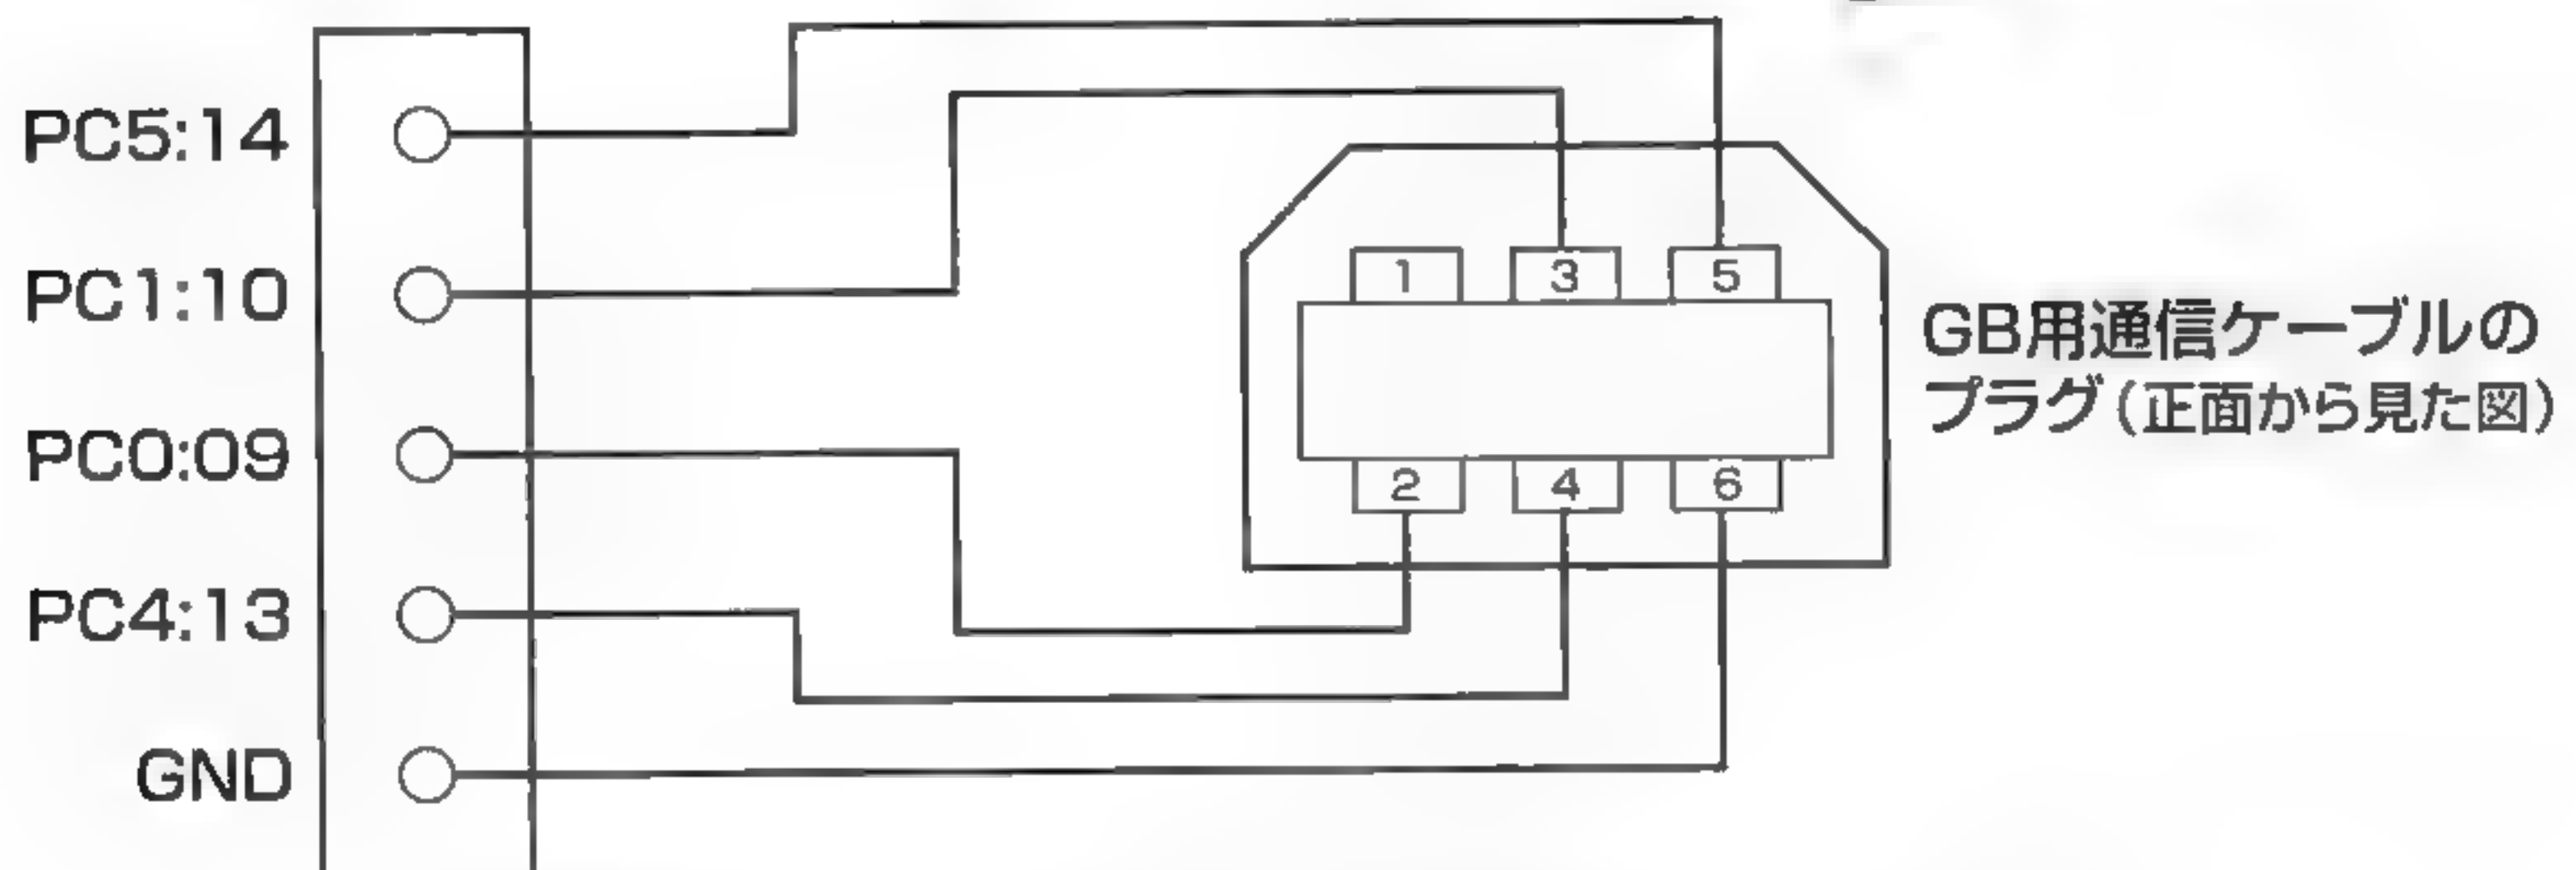 PC5:14
PC1:10
PC0:09
PC4:13
GND
1
3
5
2
4
6
GB用通信ケーブルの
プラグ(正面から見た図)